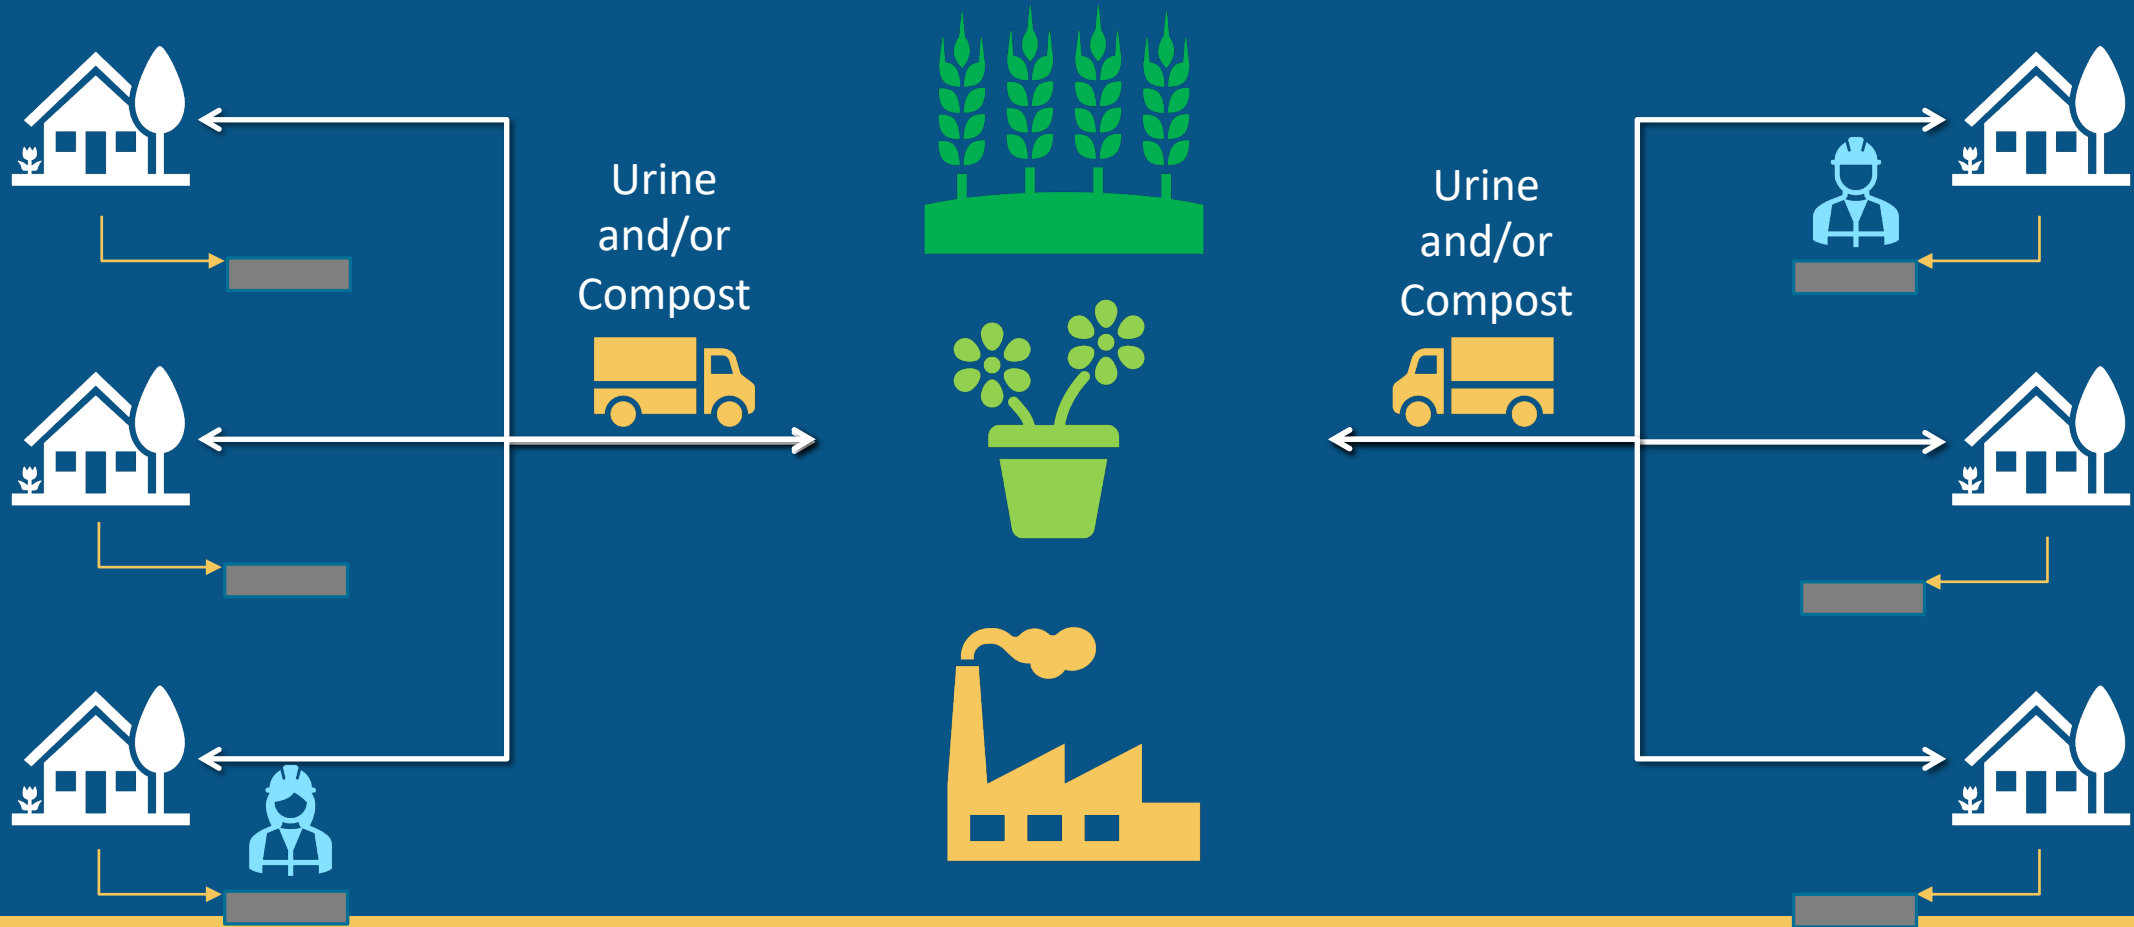 Urine
and/or
Compost
Urine
and/or
Compost